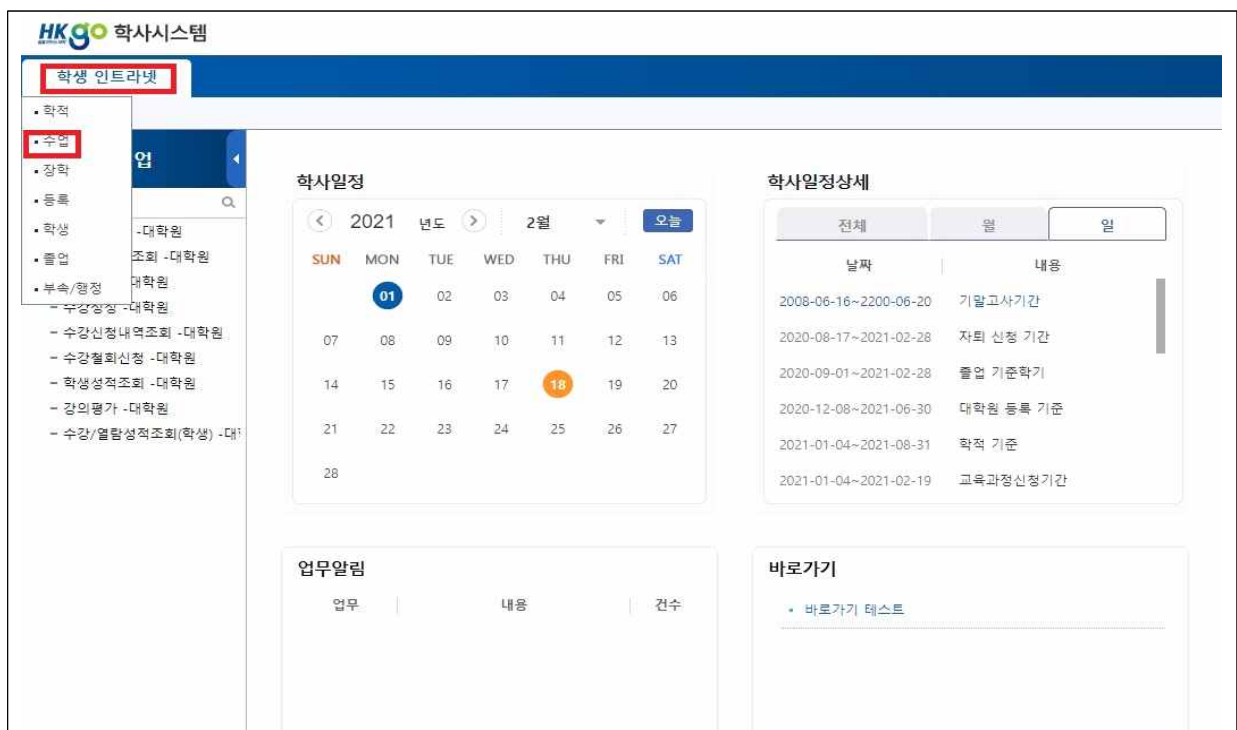 HKgo 학사시스템
학생 인트라넷
학적
수업
장학
등록
학생
졸업
부속/행정
업
-대학원
조회 -대학원
대학원
- 수강정정 -대학원
- 수강신청내역조회 -대학원
- 수강철회신청 -대학원
- 학생성적조회 -대학원
- 강의평가 -대학원
- 수강/열람성적조회(학생) -대
학사일정
2021 년도 2월 오늘
SUN MON TUE WED THU FRI SAT
01 02 03 04 05 06
07 08 09 10 11 12 13
14 15 16 17 18 19 20
21 22 23 24 25 26 27
28
학사일정상세
전체 월 일
날짜 내용
2008-06-16~2200-06-20 기말고사기간
2020-08-17~2021-02-28 자퇴 신청 기간
2020-09-01~2021-02-28 졸업 기준학기
2020-12-08~2021-06-30 대학원 등록 기준
2021-01-04~2021-08-31 학적 기준
2021-01-04~2021-02-19 교육과정신청기간
업무알림
업무 내용 건수
바로가기
바로가기 테스트